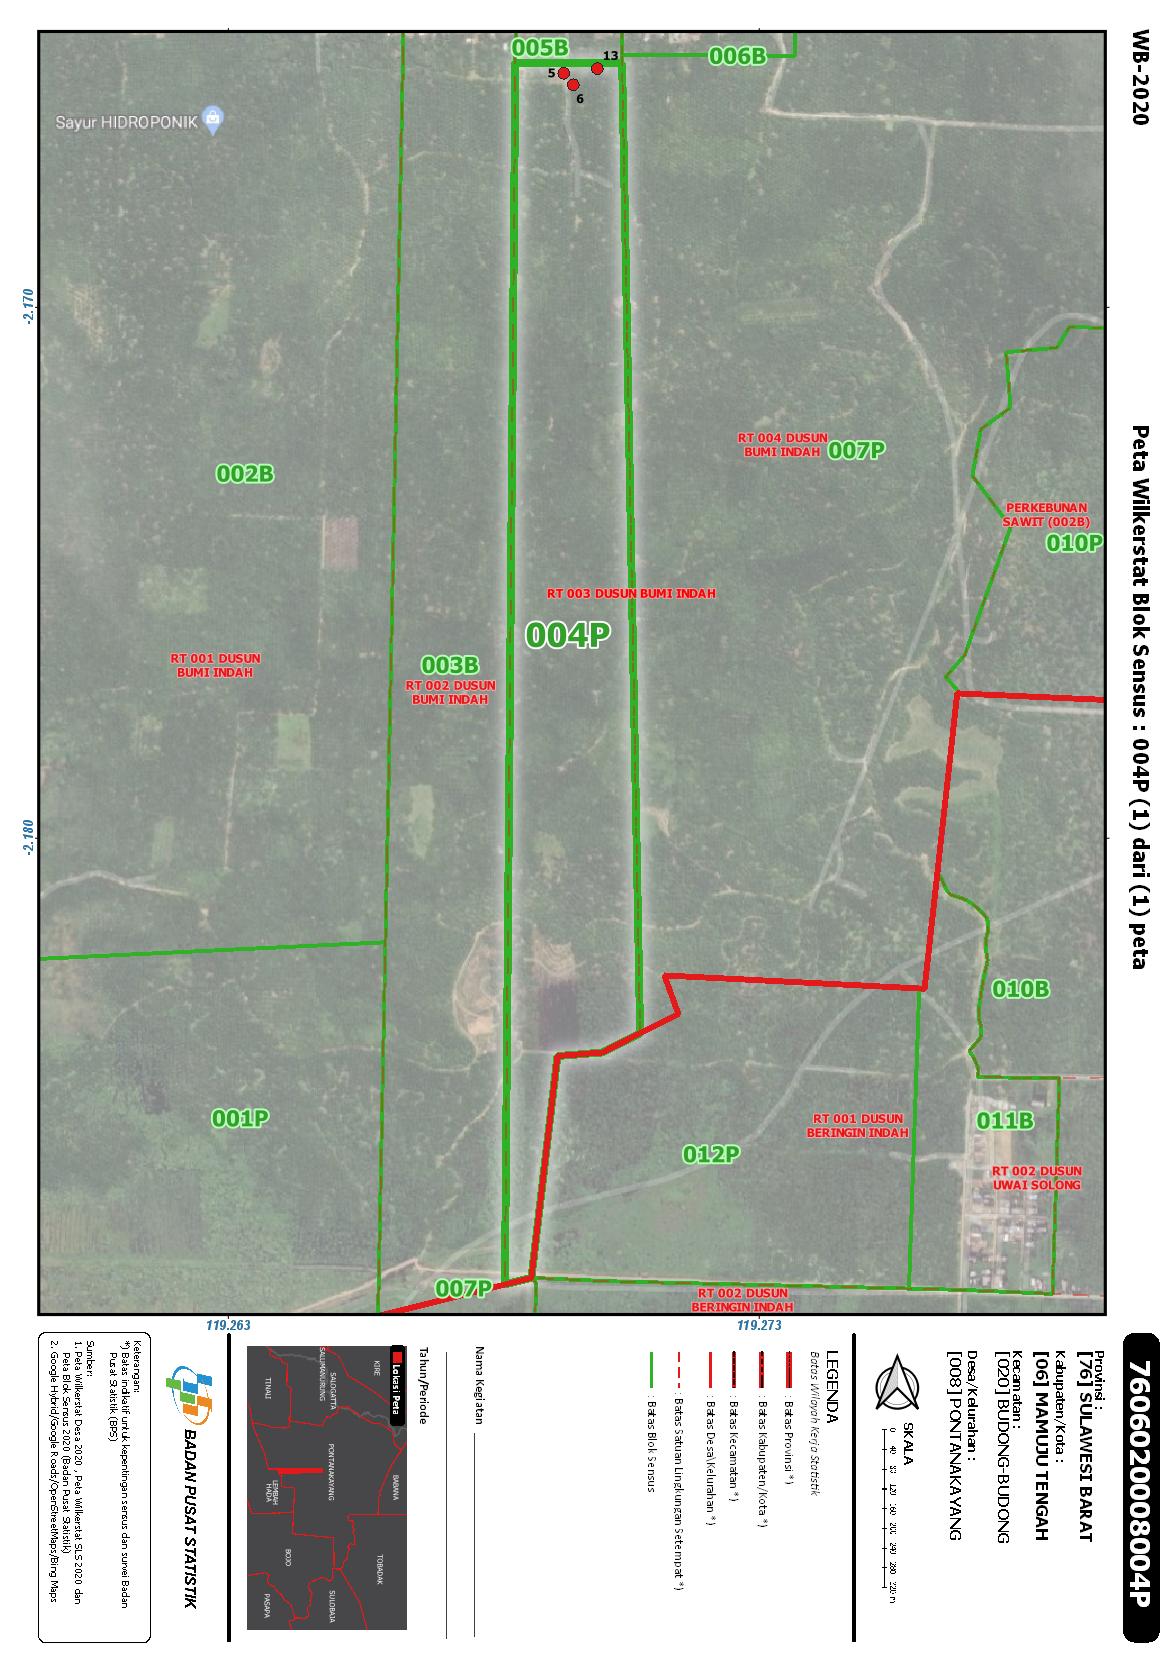 WB-2020
Peta Wilkerstat Blok Sensus : 004P (1) dari (1) peta
7606020008004P
005B
006B
13
5
6
Sayur HIDROPONIK
-2.170
-2.180
002B
RT 004 DUSUN
BUMI INDAH
007P
PERKEBUNAN
SAWIT (002B)
010P
RT 003 DUSUN BUMI INDAH
004P
RT 001 DUSUN
BUMI INDAH
003B
RT 002 DUSUN
BUMI INDAH
010B
001P
012P
RT 001 DUSUN
BERINGIN INDAH
011B
RT 002 DUSUN
UWAI SOLONG
007P
RT 002 DUSUN
BERINGIN INDAH
119.263
119.273
Provinsi :
[76] SULAWESI BARAT
Kabupaten/Kota :
[06] MAMUJU TENGAH
Kecamatan :
[020] BUDONG-BUDONG
Desa/Kelurahan :
[008] PONTANAKAYANG
SKALA
0 40 80 120 160 200 240 280
LEGENDA
Batas Wilayah Kerja Statistik
: Batas Provinsi *)
: Batas Kabupaten/Kota *)
: Batas Kecamatan *)
: Batas Desa\Kelurahan *)
: Batas Satuan Lingkungan Setempat *)
: Batas Blok Sensus
Nama Kegiatan
Tahun/Periode
Lokasi Peta
KIRE
SALOGATTA
SALUMANURUNG
TINALI
BABANA
PONTANAKAYANG
LEMBAH
HADA
TOBADAK
BOJO
SULOBAJA
PASAPA
BADAN PUSAT STATISTIK
Keterangan:
*) Batas indikatif untuk kepentingan sensus dan survei Badan
Pusat Statistik (BPS)
Sumber:
1. Peta Wilkerstat Desa 2020 , Peta Wilkerstat SLS 2020 dan
Peta Blok Sensus 2020 (Badan Pusat Statistik)
2. Google Hybrid/Google Roads/OpenStreetMaps/Bing Maps